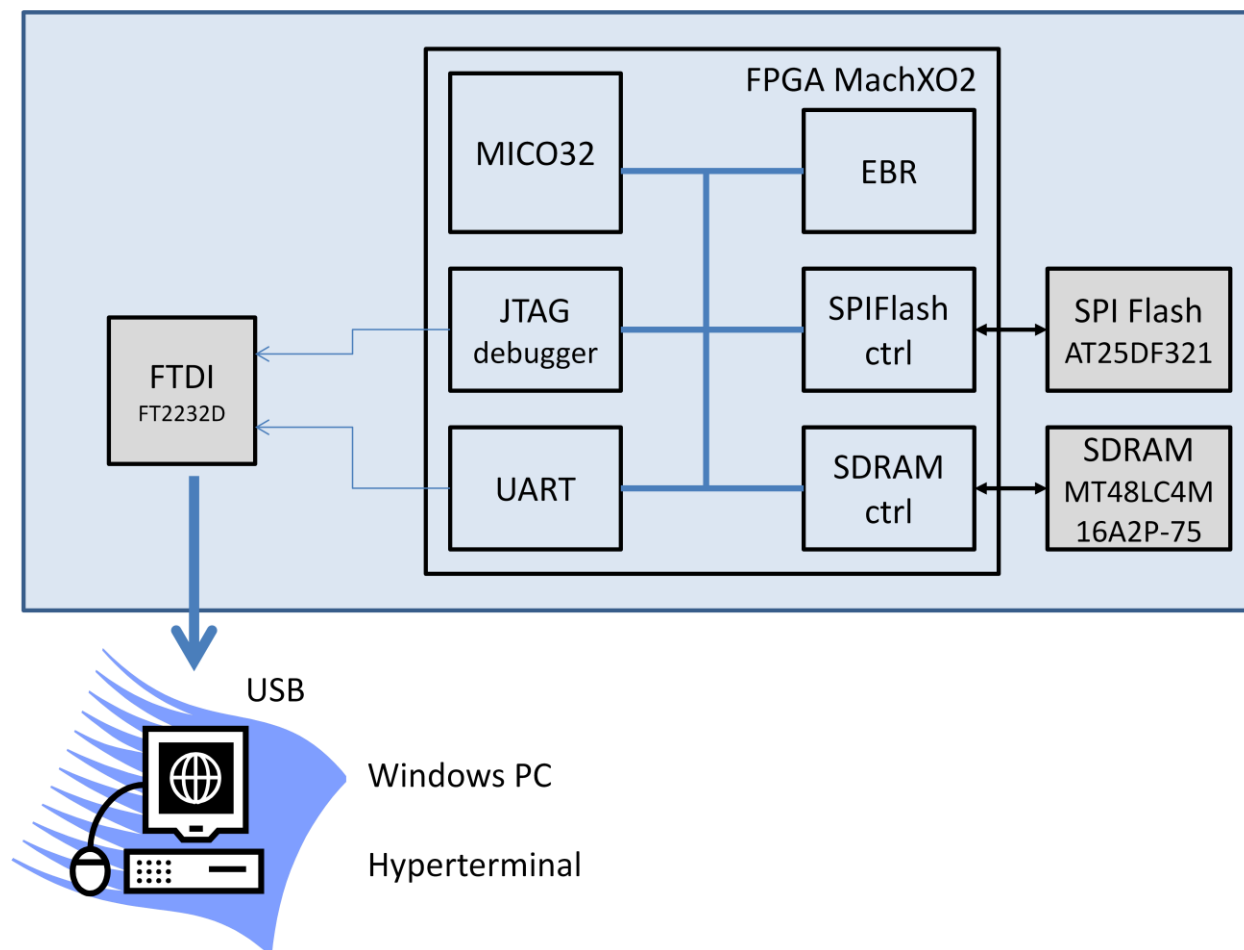 FPGA MachXO2
MICO32
EBR
JTAG
debugger
SPIFlash
ctrl
SPI Flash
AT25DF321
FTDI
FT2232D
UART
SDRAM
ctrl
SDRAM
MT48LC4M
16A2P-75
USB
Windows PC
Hyperterminal